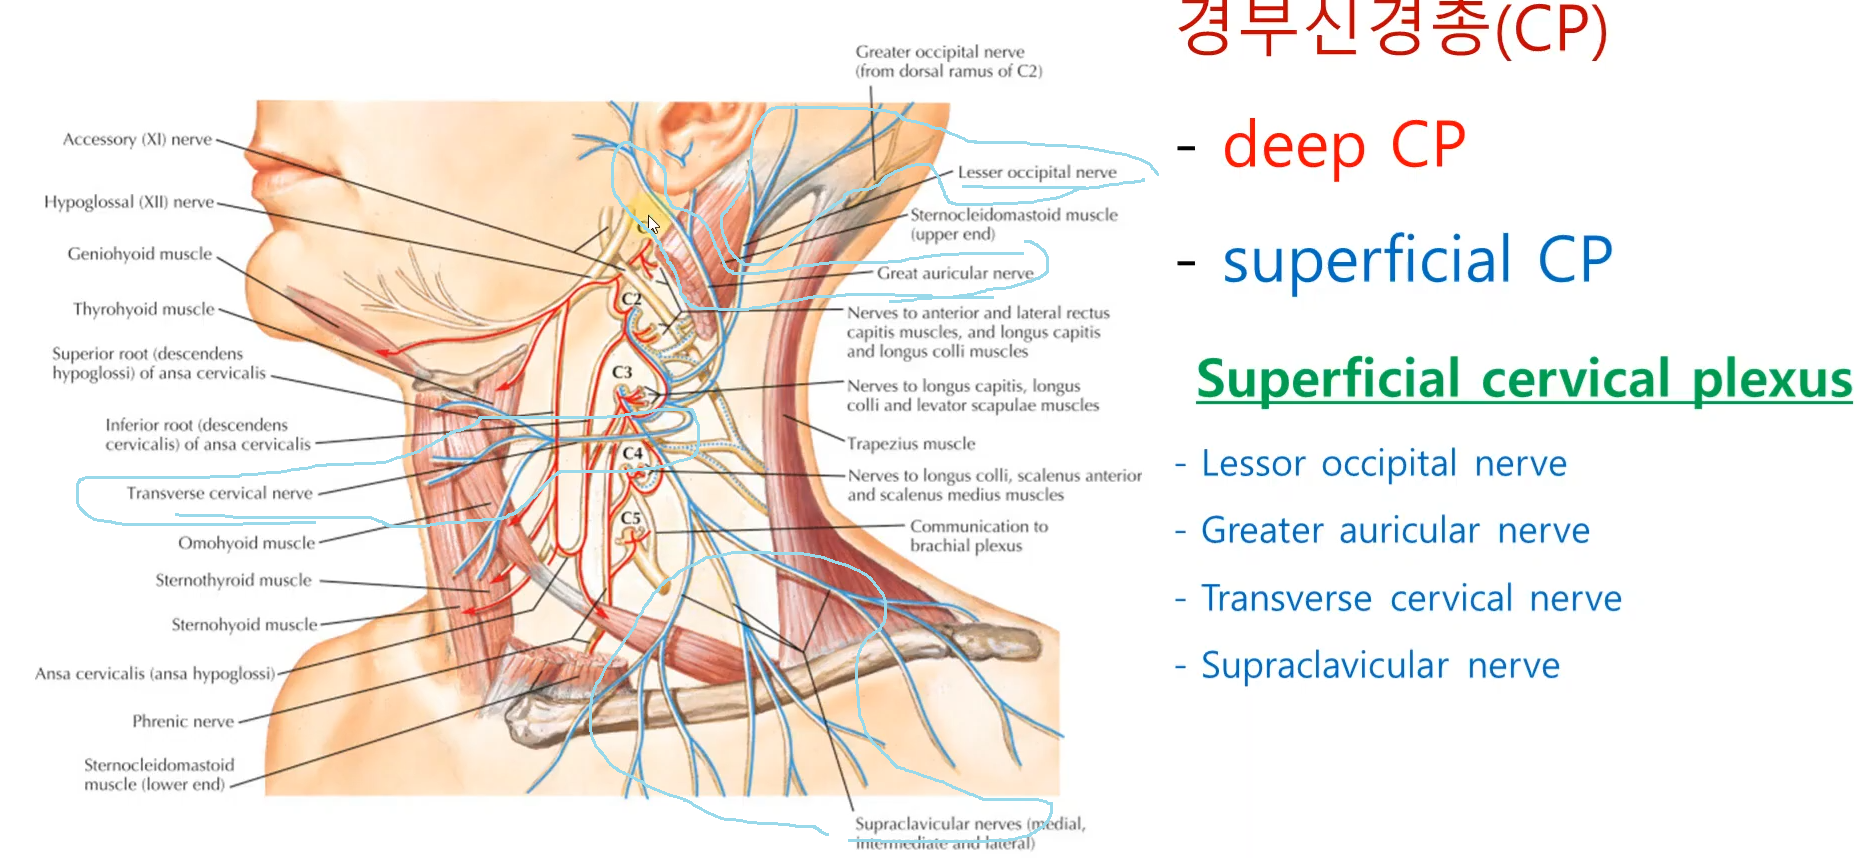 Greater occipital nerve
(from dorsal ramus of C2)
Accessory (XI) nerve
Hypoglossal (XII) nerve
Geniohyoid muscle
Thyrohyoid muscle
Superior root (descendens
hypoglossi) of ansa cervicalis
Inferior root (descendens
cervicalis) of ansa cervicalis
Transverse cervical nerve
Omohyoid muscle
Sternothyroid muscle
Sternohyoid muscle
Ansa cervicalis (ansa hypoglossi)
Phrenic nerve
Sternocleidomastoid
muscle (lower end)
C2
C3
C4
C5
Lesser occipital nerve
Sternocleidomastoid muscle
(upper end)
Great auricular nerve
Nerves to anterior and lateral rectus
capitis muscles, and longus capitis
and longus colli muscles
Nerves to longus capitis, longus
colli and levator scapulae muscles
Trapezius muscle
Nerves to longus colli, scalenus anterior
and scalenus medius muscles
Communication to
brachial plexus
Supraclavicular nerves (medial,
intermediate and lateral)
경부신경총(CP)
- deep CP
- superficial CP
Superficial cervical plexus
- Lessor occipital nerve
- Greater auricular nerve
- Transverse cervical nerve
- Supraclavicular nerve